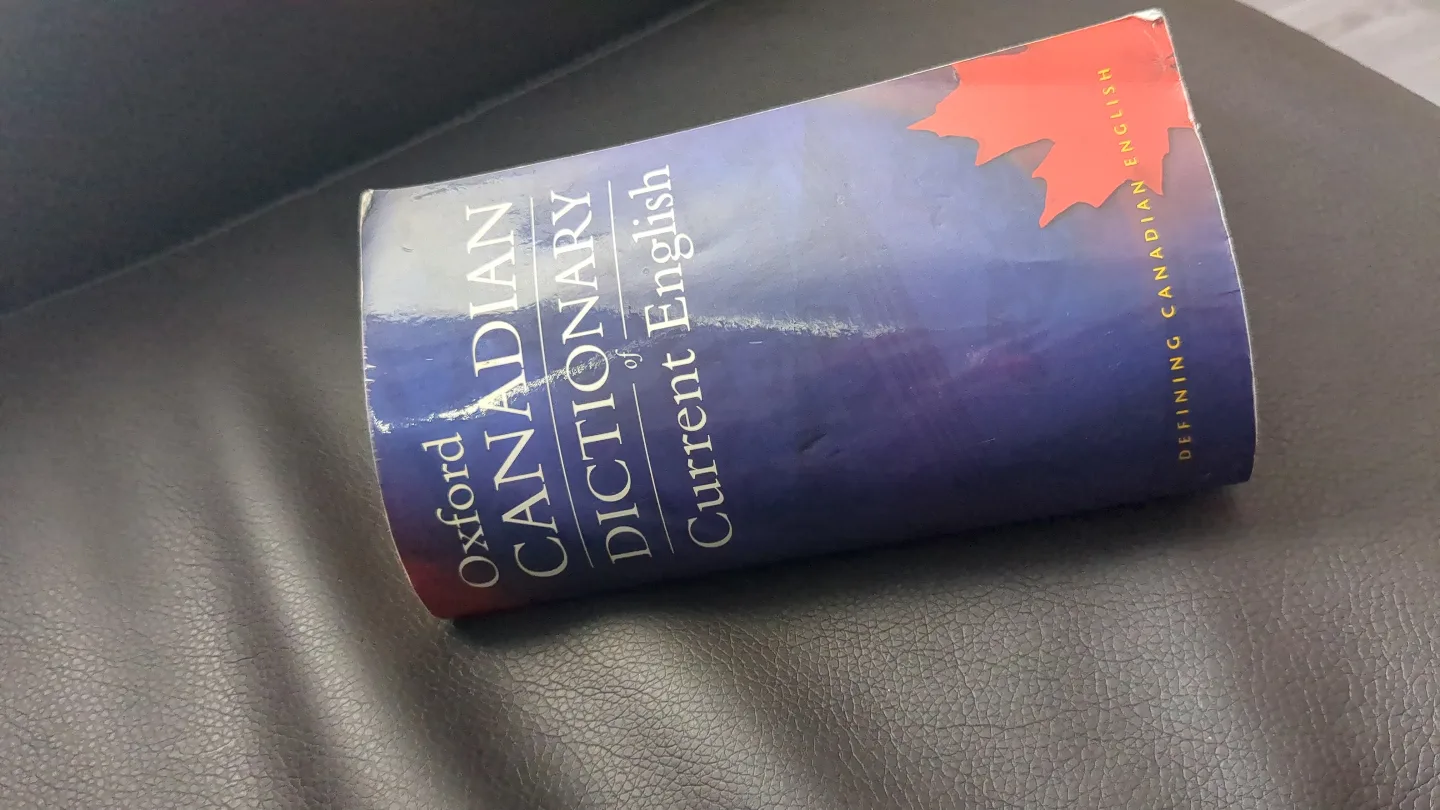 Oxford
CANADIAN
DICTIONARY
of
Current English
DEFINING CANADIAN ENGLISH